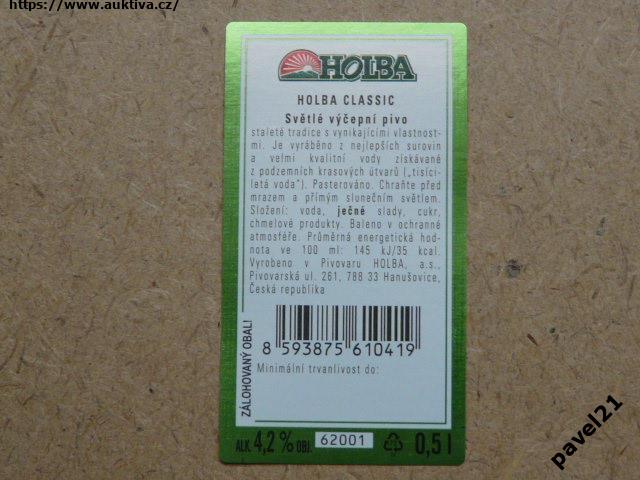 https://www.auktiva.cz/
HOLBA
HOLBA CLASSIC
Světlé výčepní pivo
staleté tradice s vynikajícími vlastnost-
mi. Je vyráběno z nejlepších surovin
a velmi kvalitní vody získávané
z podzemních krasových útvarů („tisíci-
letá voda"). Pasterováno. Chraňte před
mrazem a přímým slunečním světlem.
Složení: voda, ječné slady, cukr,
chmelové produkty. Baleno v ochranné
atmosféře. Průměrná energetická hod-
nota ve 100 ml: 145 kJ/35 kcal.
Vyrobeno v Pivovaru HOLBA, a.s.,
Pivovarská ul. 261, 788 33 Hanušovice,
Česká republika
8 593875 610419
Minimální trvanlivost do:
ZÁLOHOVANÝ OBAL!
ALK. 4,2 % OBJ. 62001 0,5 l
pavel21